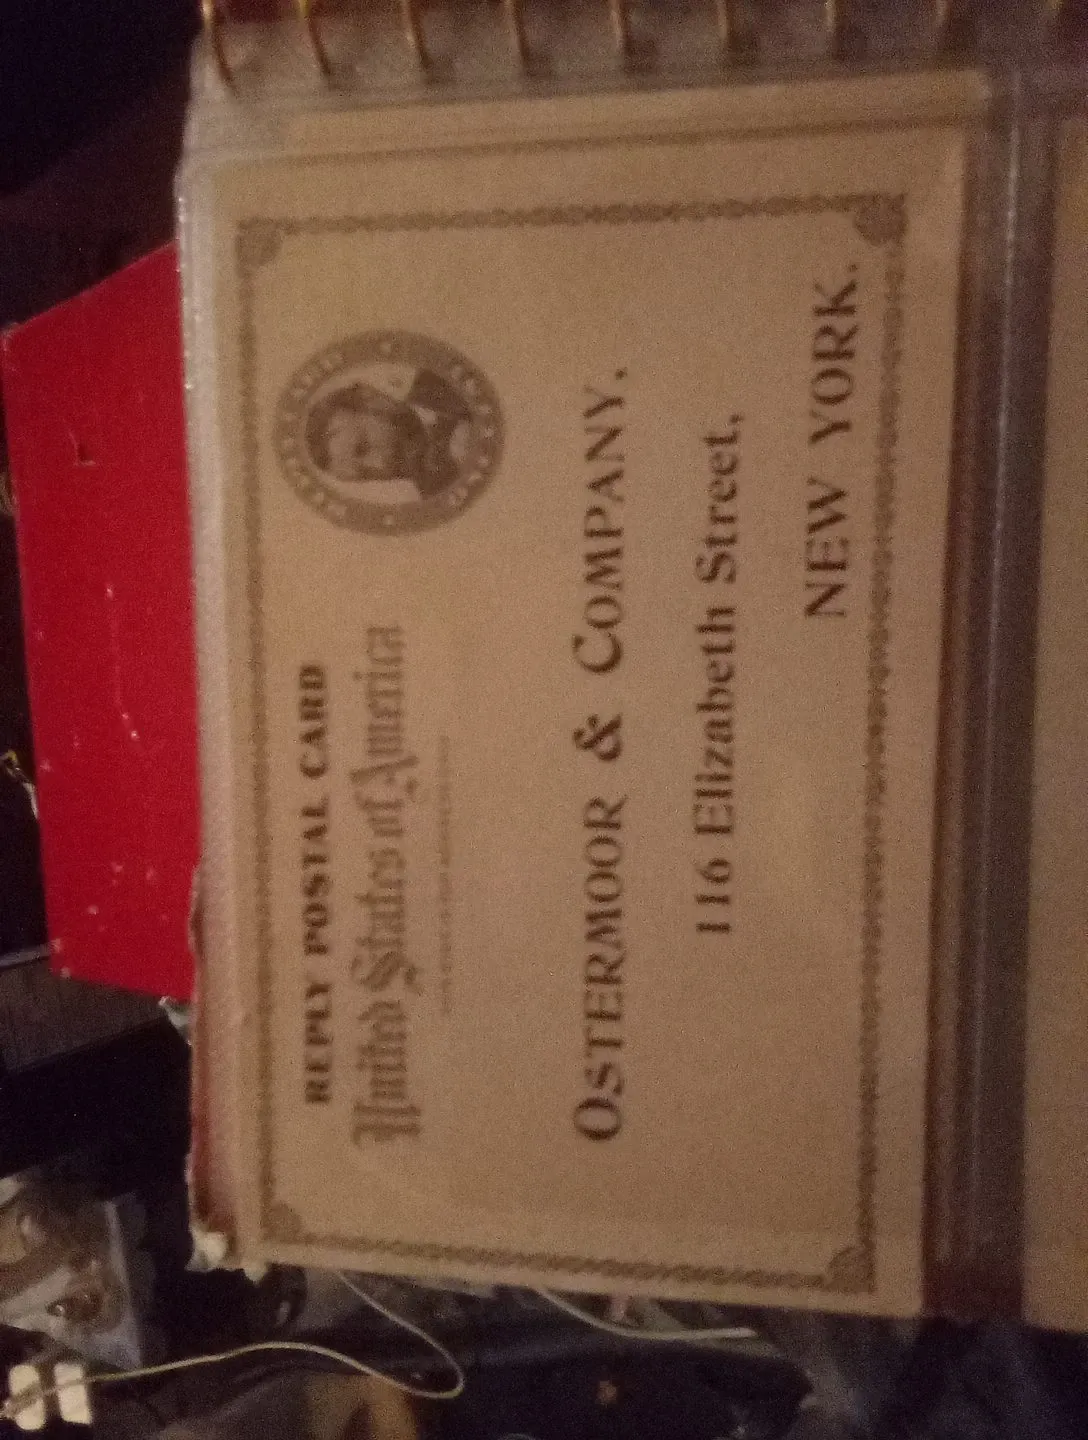 REPLY POSTAL CARD
United States of America
OSTERMOOR & COMPANY,
116 Elizabeth Street,
NEW YORK.